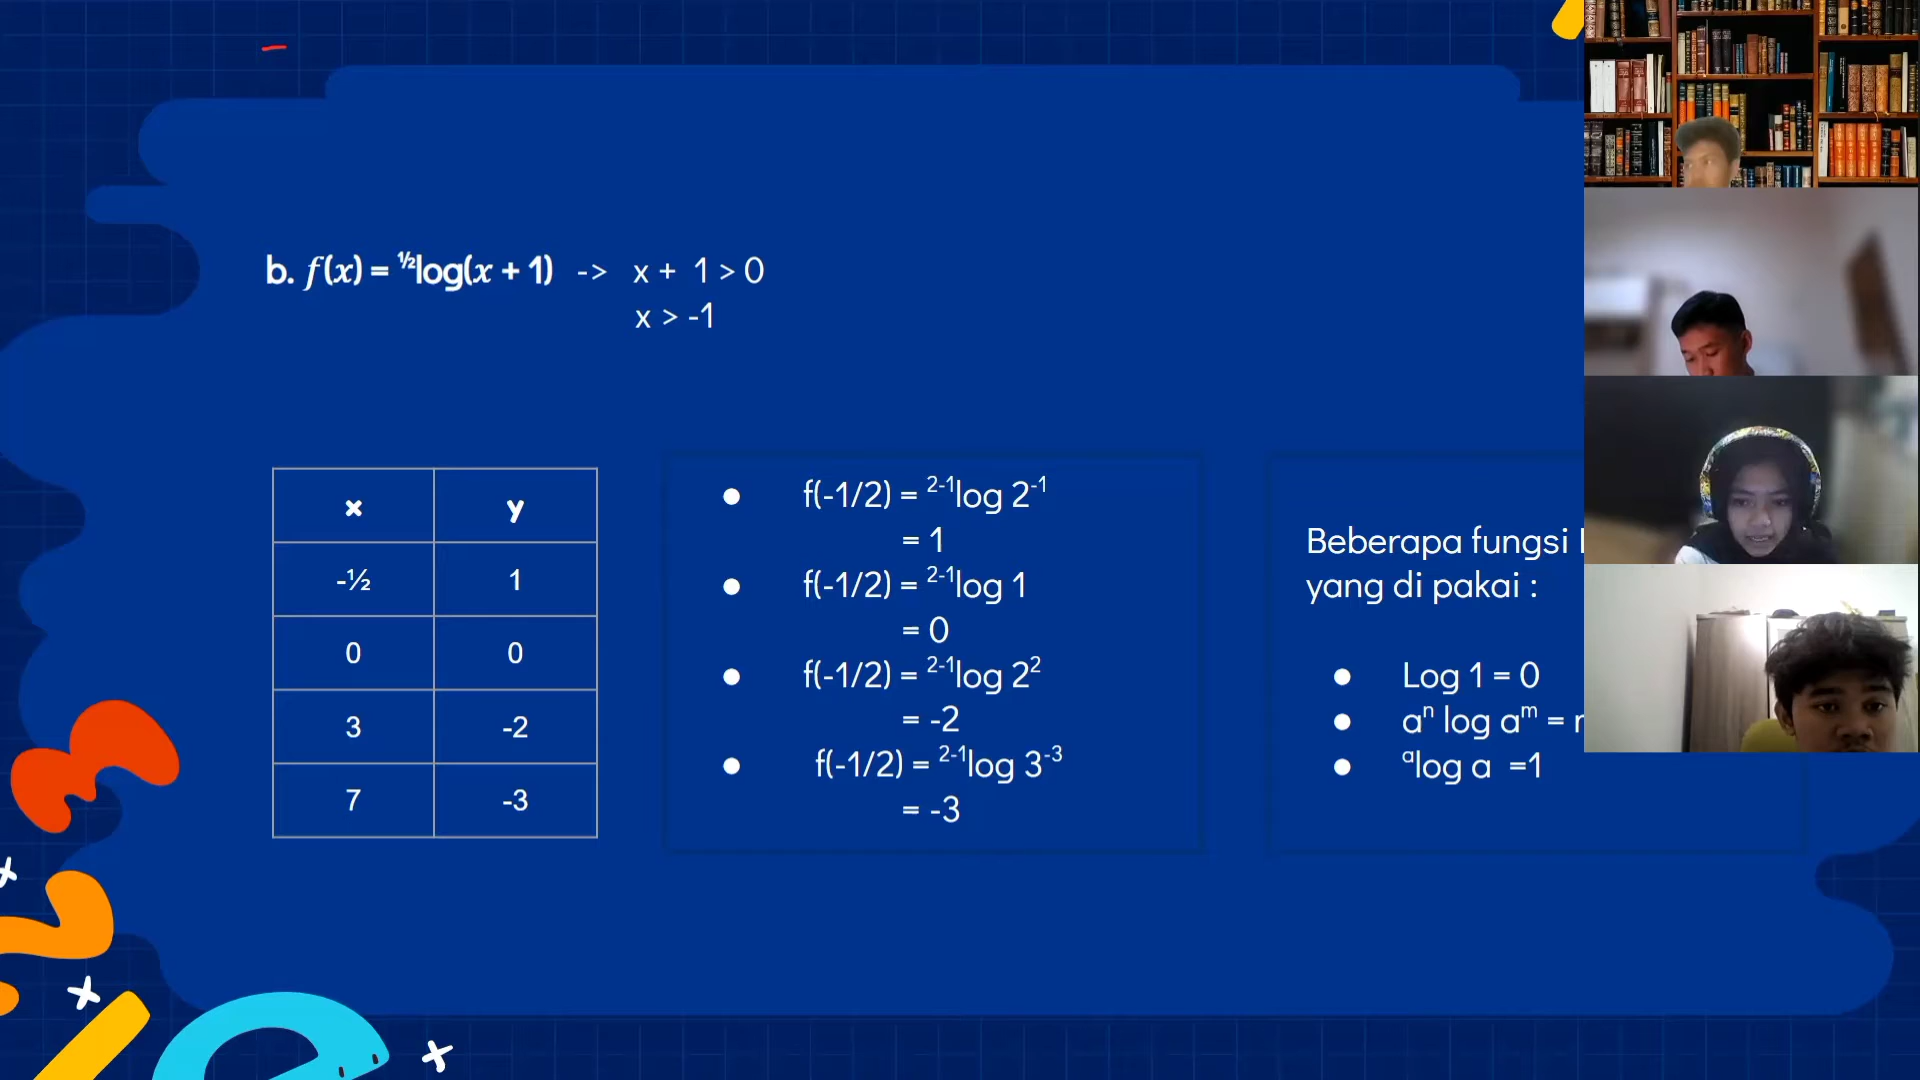 b. f(x) = ¹⁄²log(x + 1) -> x + 1 > 0
x > -1
x y
-½ 1
0 0
3 -2
7 -3
f(-1/2) = ²⁻¹log 2⁻¹
= 1
f(-1/2) = ²⁻¹log 1
= 0
f(-1/2) = ²⁻¹log 2²
= -2
f(-1/2) = ²⁻¹log 3⁻³
= -3
Beberapa fungsi
yang di pakai :
Log 1 = 0
aⁿ log aᵐ =
ᵃlog a =1